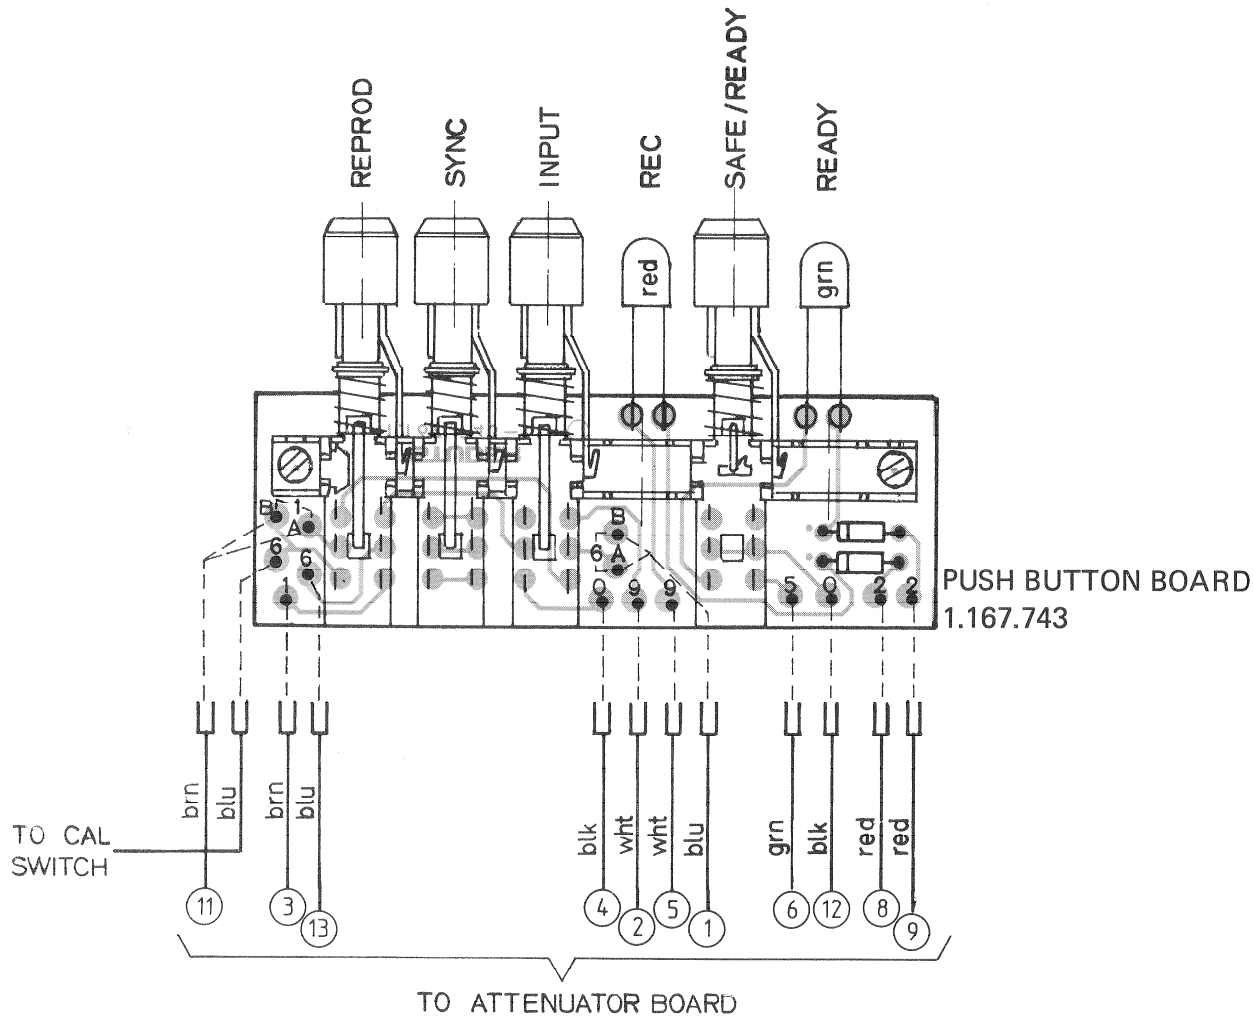 REPROD
SYNC
INPUT
REC
SAFE/READY
READY
red
grn
B 1
A
6
6
1
B
6 A
0 9 9
5 0 2 2
PUSH BUTTON BOARD
1.167.743
brn
blu
brn
blu
blk
wht
wht
blu
grn
blk
red
red
TO CAL
SWITCH
11
3
13
4
2
5
1
6
12
8
9
TO ATTENUATOR BOARD